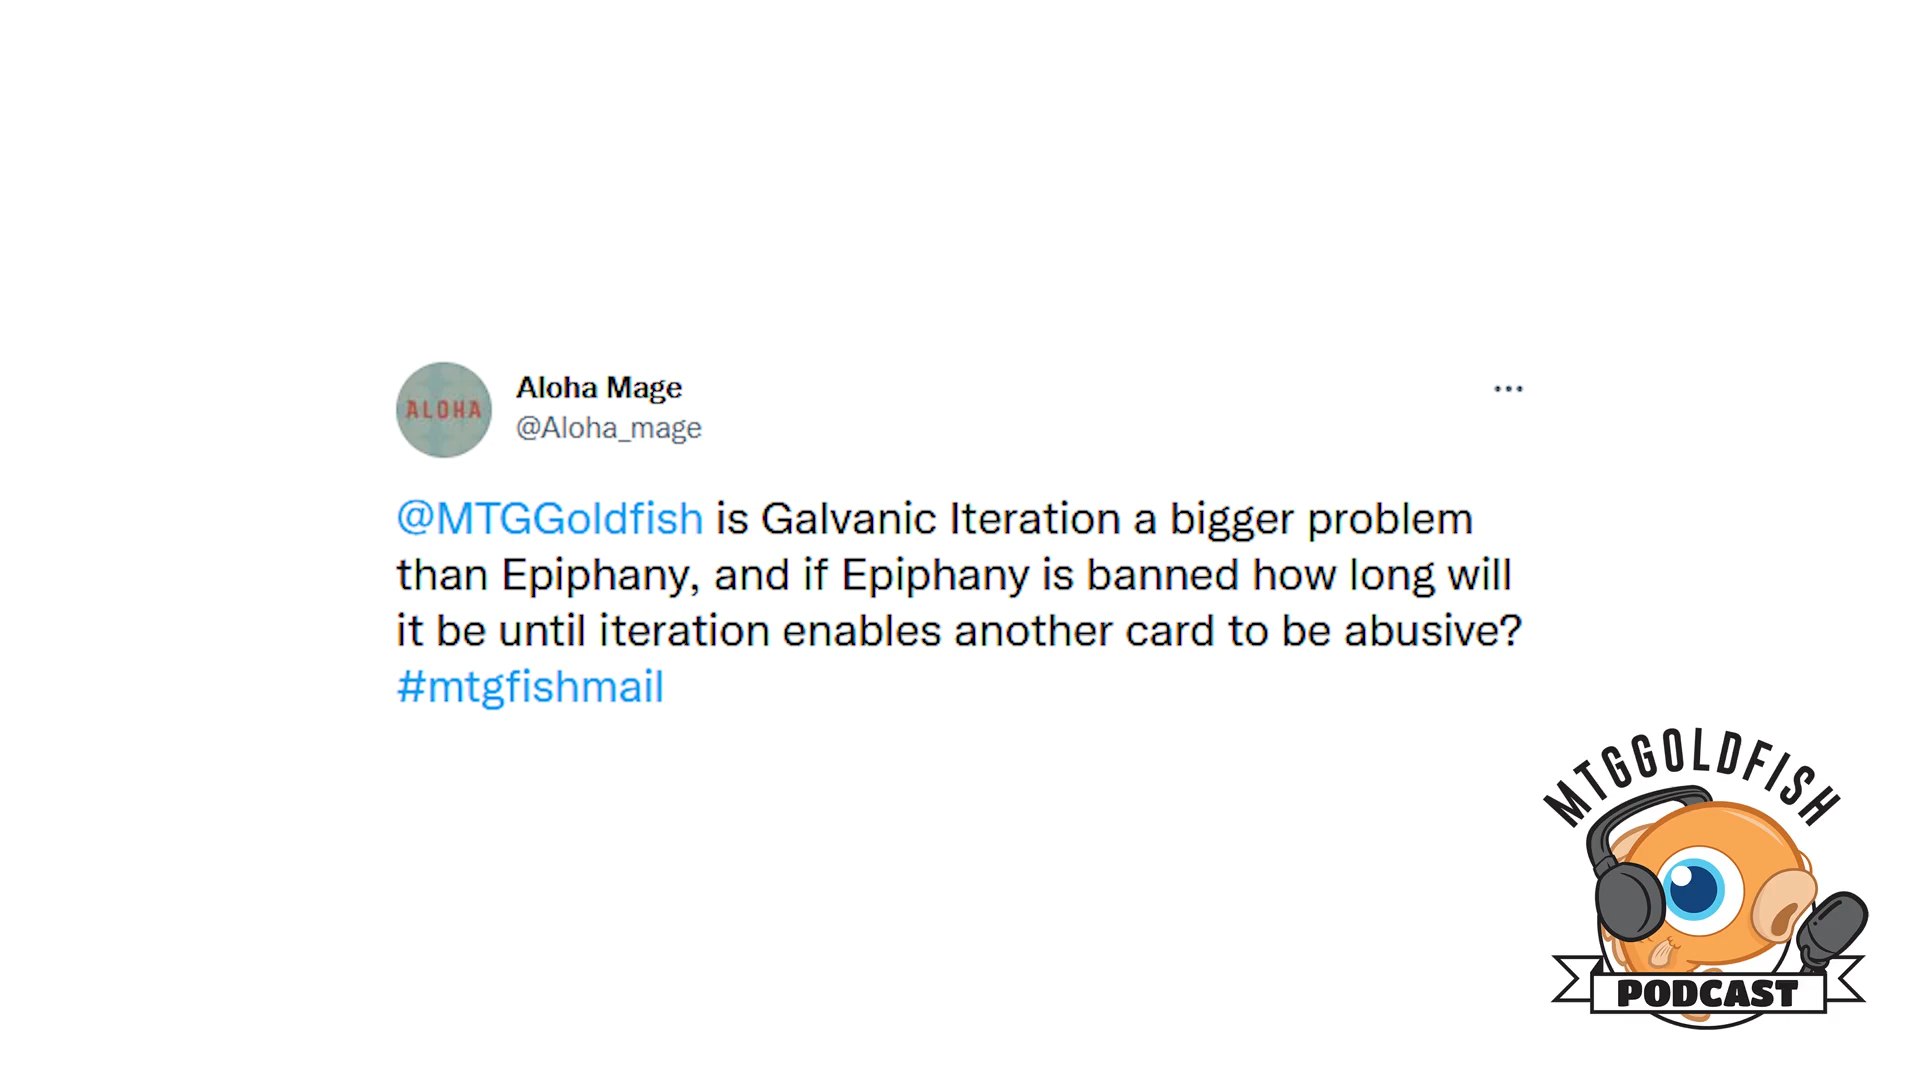 ALOHA
Aloha Mage
@Aloha_mage
@MTGGoldfish is Galvanic Iteration a bigger problem
than Epiphany, and if Epiphany is banned how long will
it be until iteration enables another card to be abusive?
#mtgfishmail
MTGGOLDFISH
PODCAST